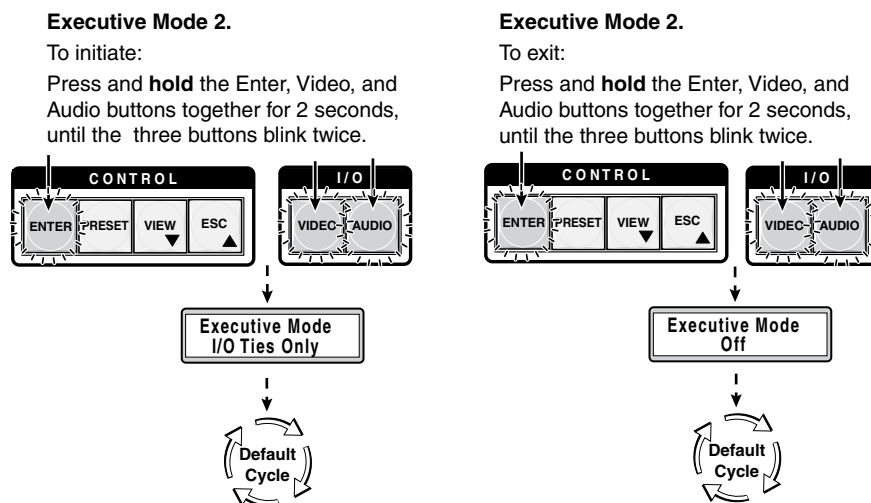 Executive Mode 2.
To initiate:
Press and hold the Enter, Video, and
Audio buttons together for 2 seconds,
until the  three buttons blink twice.
CONTROL
I/O
ENTER
PRESET
VIEW
ESC
VIDEO
AUDIO
Executive Mode
I/O Ties Only
Default
Cycle
Executive Mode 2.
To exit:
Press and hold the Enter, Video, and
Audio buttons together for 2 seconds,
until the three buttons blink twice.
CONTROL
I/O
ENTER
PRESET
VIEW
ESC
VIDEO
AUDIO
Executive Mode
Off
Default
Cycle